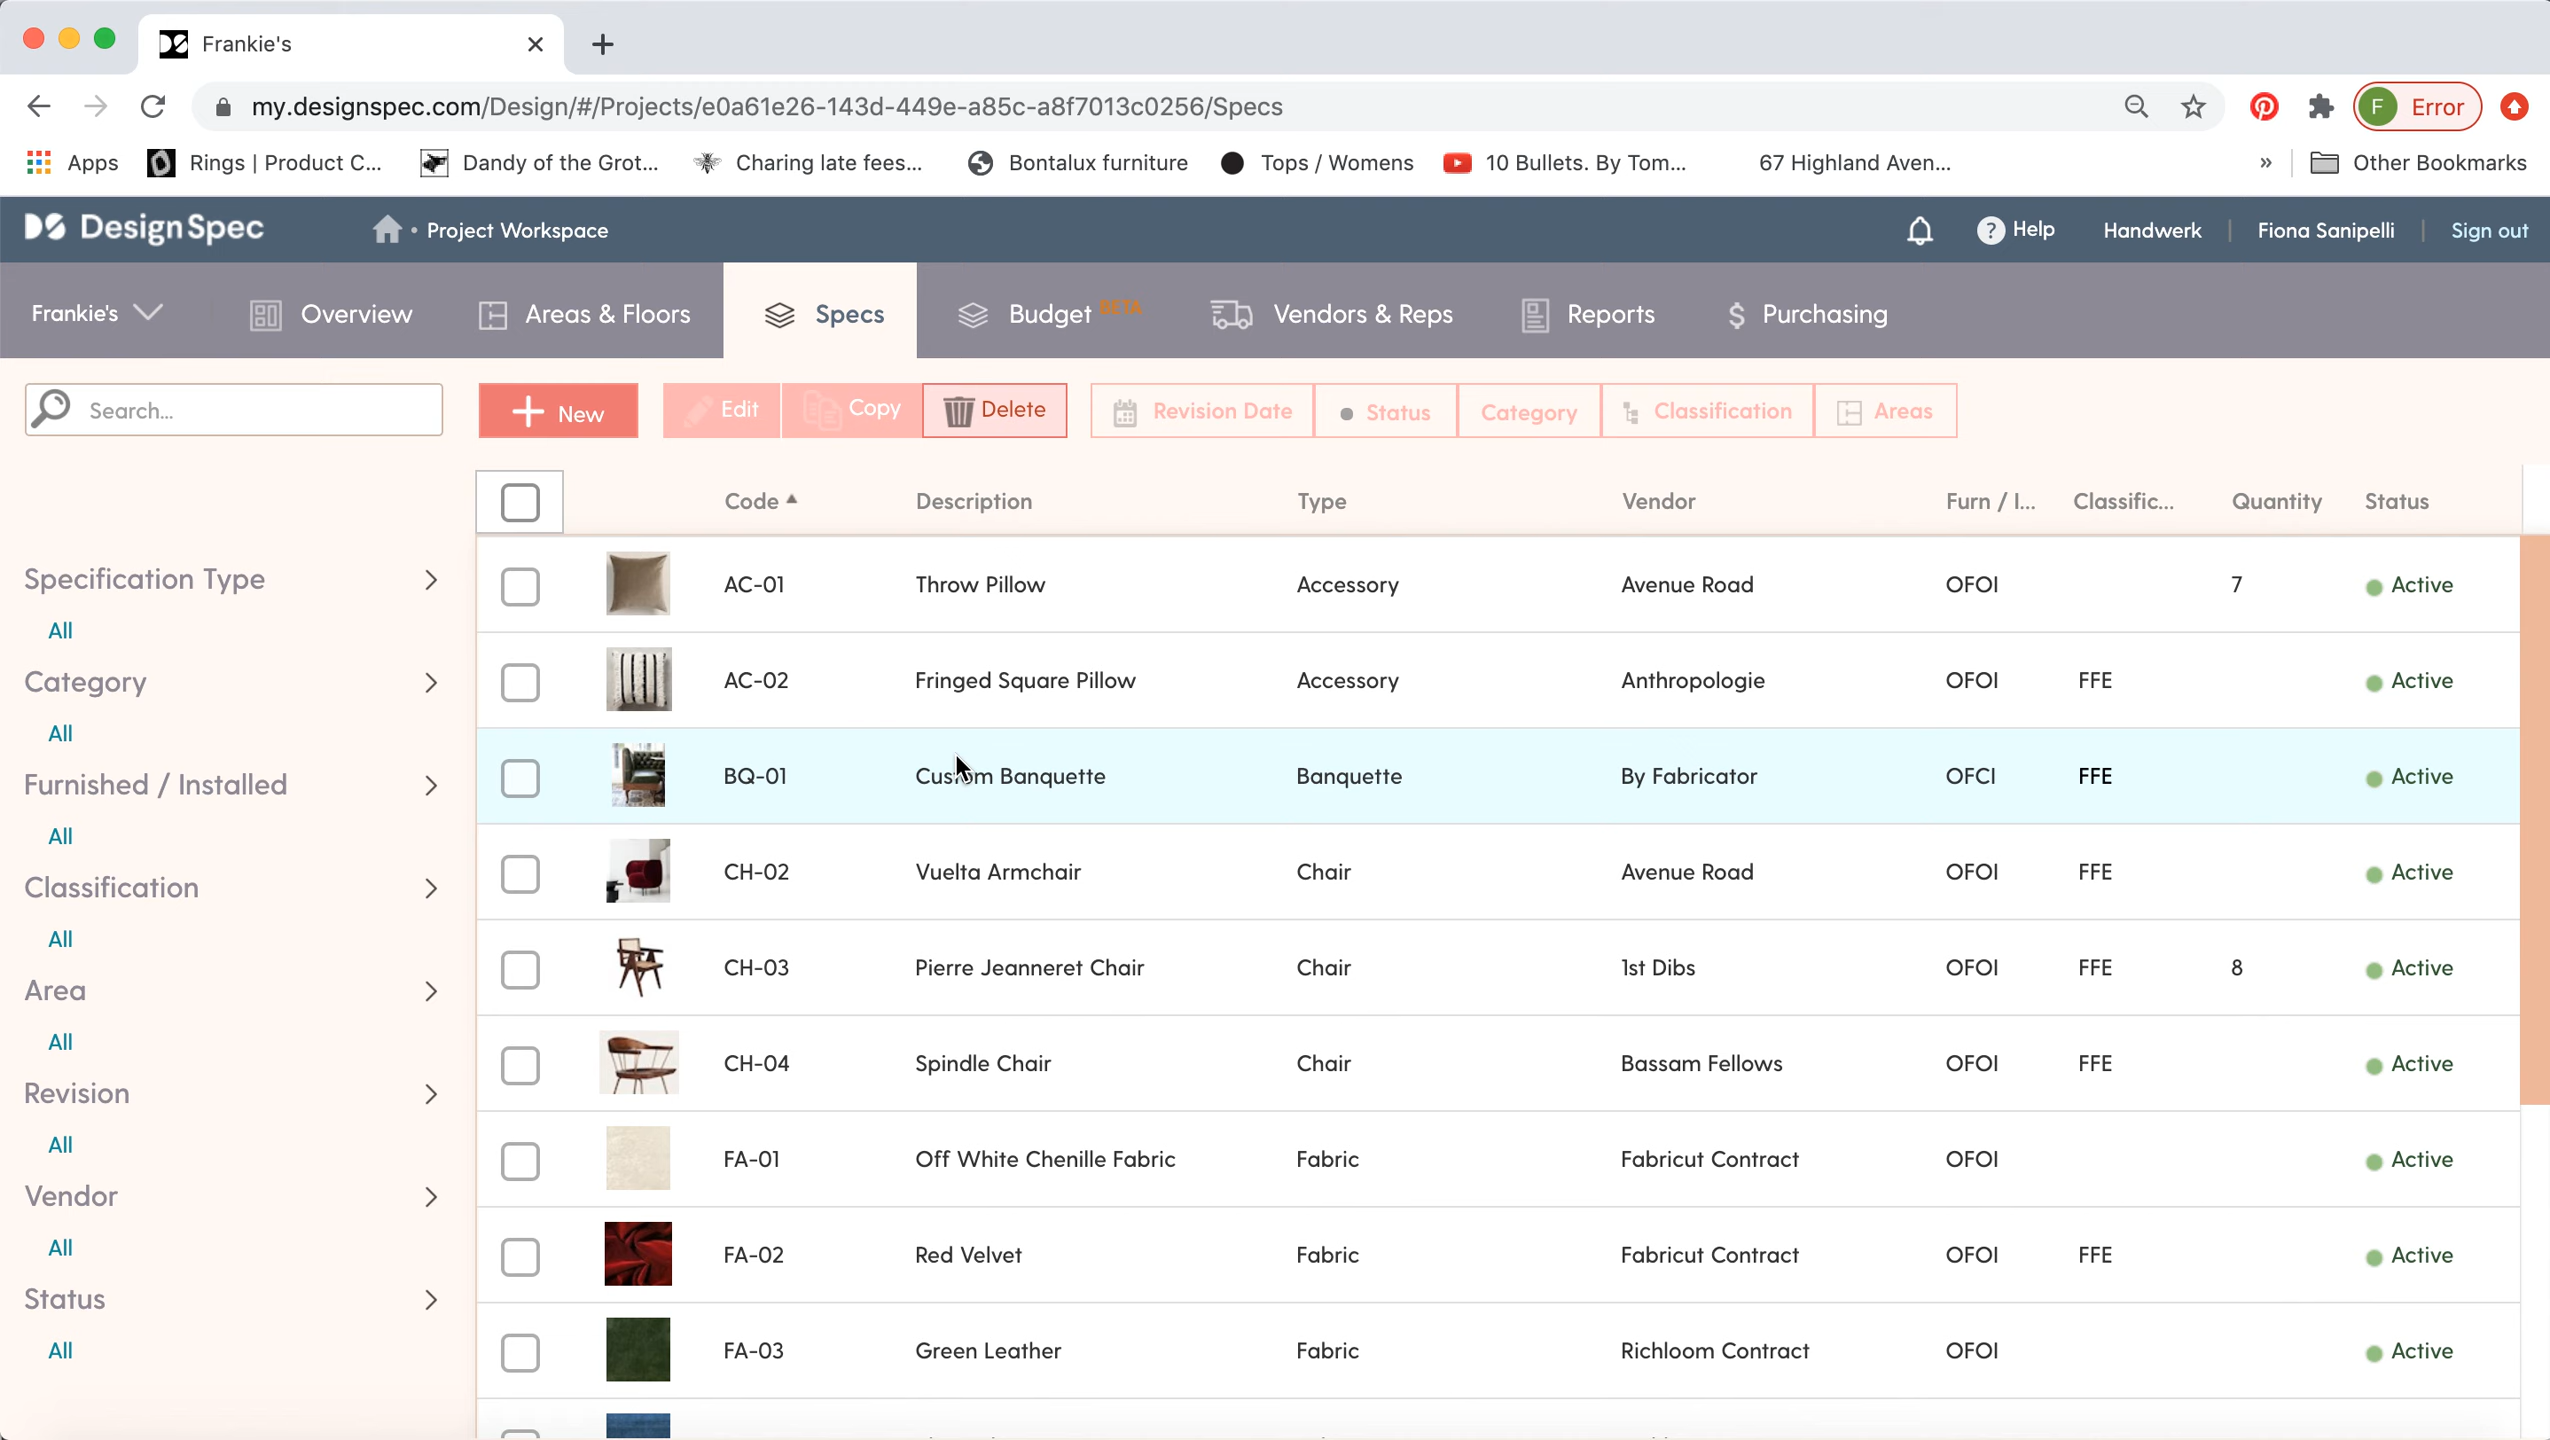 Frankie's
my.designspec.com/Design/#/Projects/e0a61e26-143d-449e-a85c-a8f7013c0256/Specs
F Error
Apps Rings | Product C... Dandy of the Grot... Charing late fees... Bontalux furniture Tops / Womens 10 Bullets. By Tom... 67 Highland Aven... » Other Bookmarks
DS DesignSpec • Project Workspace ? Help Handwerk | Fiona Sanipelli | Sign out
Frankie's Overview Areas & Floors Specs Budget BETA Vendors & Reps Reports $ Purchasing
Search... + New Edit Copy Delete Revision Date Status Category Classification Areas
Code Description Type Vendor Furn / I... Classific... Quantity Status
AC-01 Throw Pillow Accessory Avenue Road OFOI 7 Active
AC-02 Fringed Square Pillow Accessory Anthropologie OFOI FFE Active
BQ-01 Custom Banquette Banquette By Fabricator OFCI FFE Active
CH-02 Vuelta Armchair Chair Avenue Road OFOI FFE Active
CH-03 Pierre Jeanneret Chair Chair 1st Dibs OFOI FFE 8 Active
CH-04 Spindle Chair Chair Bassam Fellows OFOI FFE Active
FA-01 Off White Chenille Fabric Fabric Fabricut Contract OFOI Active
FA-02 Red Velvet Fabric Fabricut Contract OFOI FFE Active
FA-03 Green Leather Fabric Richloom Contract OFOI Active
Specification Type
All
Category
All
Furnished / Installed
All
Classification
All
Area
All
Revision
All
Vendor
All
Status
All